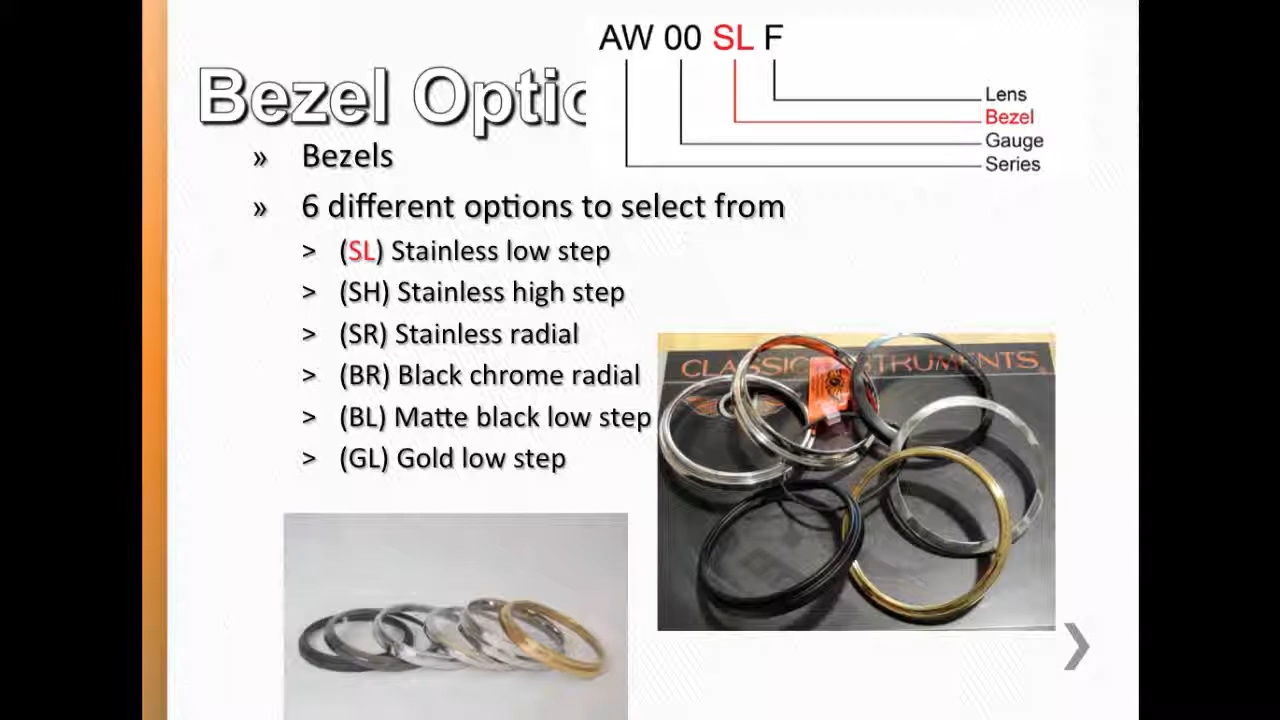 AW 00 SL F
Bezel Optio
Lens
Bezel
Gauge
Series
» Bezels
» 6 different options to select from
> (SL) Stainless low step
> (SH) Stainless high step
> (SR) Stainless radial
> (BR) Black chrome radial
> (BL) Matte black low step
> (GL) Gold low step
CLASSIC INSTRUMENTS